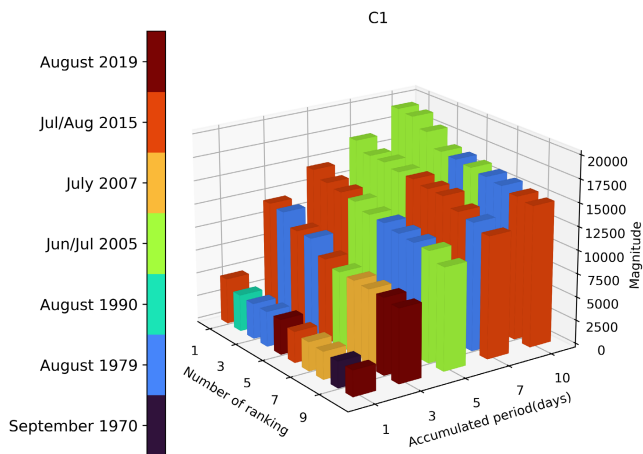 C1
August 2019
Jul/Aug 2015
July 2007
Jun/Jul 2005
August 1990
August 1979
September 1970
20000
17500
15000
12500
10000
7500
5000
2500
0
Magnitude
1
3
5
7
9
Number of ranking
1
3
5
7
10
Accumulated period(days)